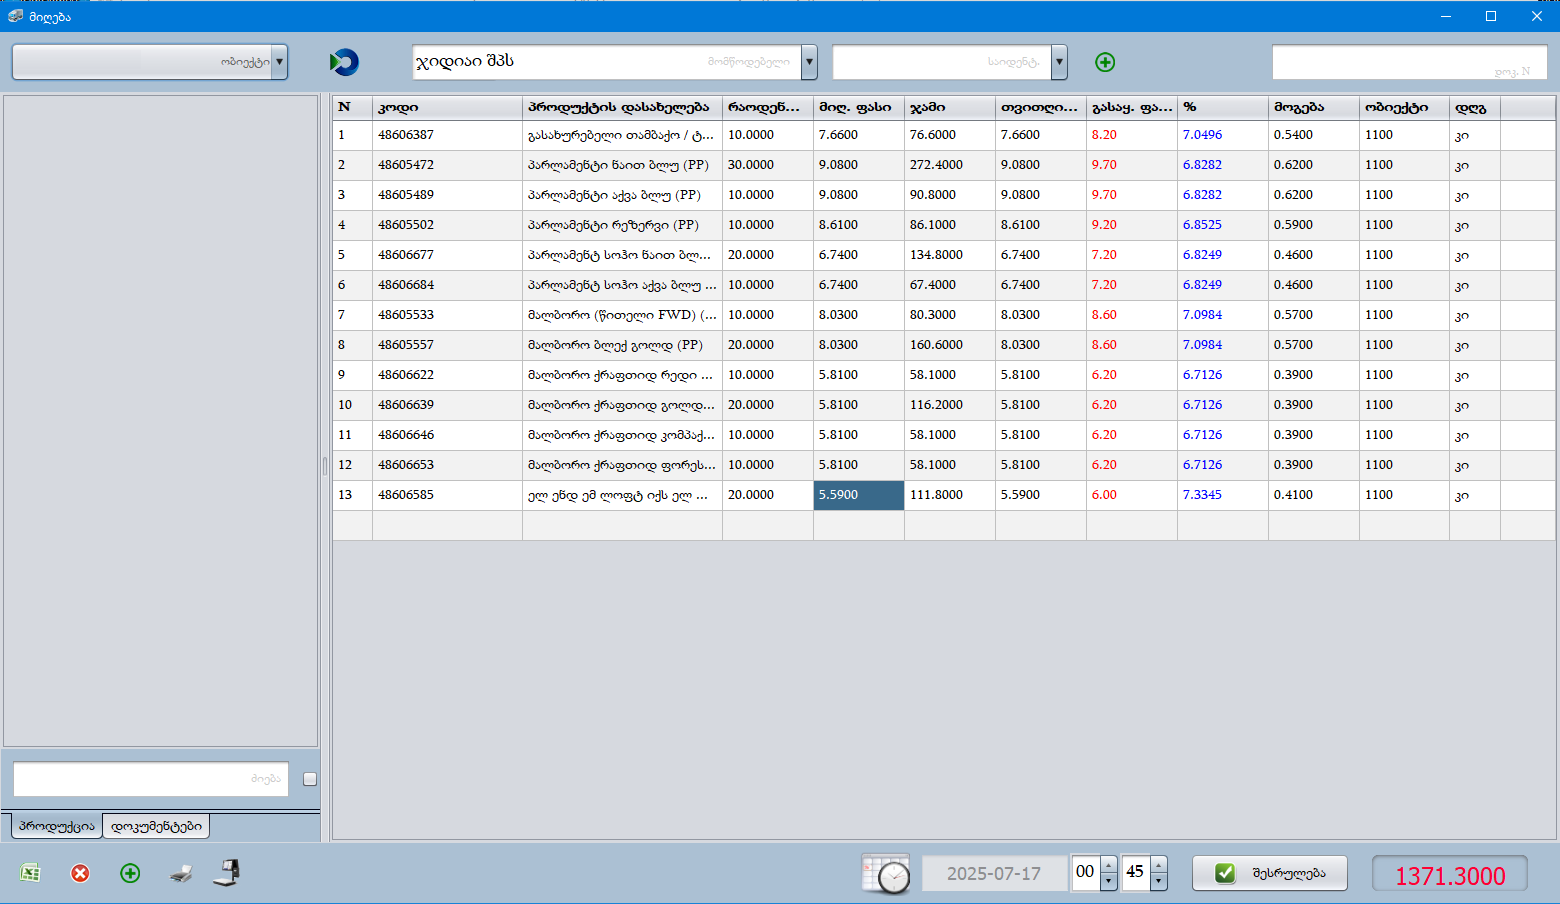 მიღება
ობიექტი
ჯიდიაი შპს მომწოდებელი
საიდენტ.
დოკ. N
N კოდი პროდუქტის დასახელება რაოდენ... მიღ. ფასი ჯამი თვითღი... გასაყ. ფა... % მოგება ობიექტი დღგ
1 48606387 გასახურებელი თამბაქო / ტ... 10.0000 7.6600 76.6000 7.6600 8.20 7.0496 0.5400 1100 კი
2 48605472 პარლამენტი ნაით ბლუ (PP) 30.0000 9.0800 272.4000 9.0800 9.70 6.8282 0.6200 1100 კი
3 48605489 პარლამენტი აქვა ბლუ (PP) 10.0000 9.0800 90.8000 9.0800 9.70 6.8282 0.6200 1100 კი
4 48605502 პარლამენტი რეზერვი (PP) 10.0000 8.6100 86.1000 8.6100 9.20 6.8525 0.5900 1100 კი
5 48606677 პარლამენტ სოჰო ნაით ბლ... 20.0000 6.7400 134.8000 6.7400 7.20 6.8249 0.4600 1100 კი
6 48606684 პარლამენტ სოჰო აქვა ბლუ ... 10.0000 6.7400 67.4000 6.7400 7.20 6.8249 0.4600 1100 კი
7 48605533 მალბორო (წითელი FWD) (... 10.0000 8.0300 80.3000 8.0300 8.60 7.0984 0.5700 1100 კი
8 48605557 მალბორო ბლექ გოლდ (PP) 20.0000 8.0300 160.6000 8.0300 8.60 7.0984 0.5700 1100 კი
9 48606622 მალბორო ქრაფთიდ რედი ... 10.0000 5.8100 58.1000 5.8100 6.20 6.7126 0.3900 1100 კი
10 48606639 მალბორო ქრაფთიდ გოლდ... 20.0000 5.8100 116.2000 5.8100 6.20 6.7126 0.3900 1100 კი
11 48606646 მალბორო ქრაფთიდ კომპაქ... 10.0000 5.8100 58.1000 5.8100 6.20 6.7126 0.3900 1100 კი
12 48606653 მალბორო ქრაფთიდ ფორეს... 10.0000 5.8100 58.1000 5.8100 6.20 6.7126 0.3900 1100 კი
13 48606585 ელ ენდ ემ ლოფტ იქს ელ ... 20.0000 5.5900 111.8000 5.5900 6.00 7.3345 0.4100 1100 კი
ძიება
პროდუქცია დოკუმენტები
2025-07-17 00 45 შესრულება 1371.3000